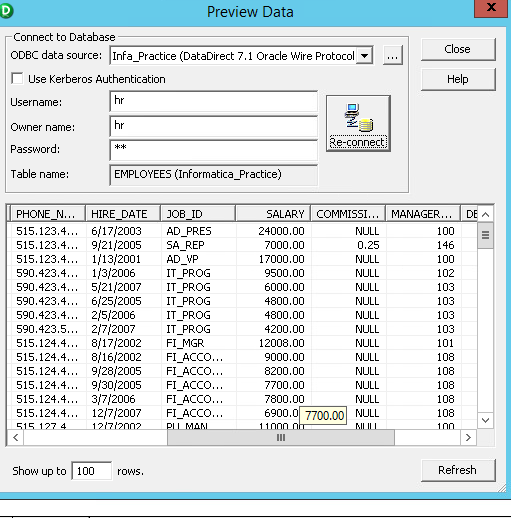 Preview Data
x
Connect to Database
ODBC data source: Infa_Practice (DataDirect 7.1 Oracle Wire Protocol ...
Close
Use Kerberos Authentication
Help
Username: hr
Owner name: hr
Password: **
Re-connect
Table name: EMPLOYEES (Informatica_Practice)
PHONE_N... HIRE_DATE JOB_ID SALARY COMMISSI... MANAGER... DE
515.123.4... 6/17/2003 AD_PRES 24000.00 NULL 100
515.123.4... 9/21/2005 SA_REP 7000.00 0.25 146
515.123.4... 1/13/2001 AD_VP 17000.00 NULL 100
590.423.4... 1/3/2006 IT_PROG 9500.00 NULL 102
590.423.4... 5/21/2007 IT_PROG 6000.00 NULL 103
590.423.4... 6/25/2005 IT_PROG 4800.00 NULL 103
590.423.4... 2/5/2006 IT_PROG 4800.00 NULL 103
590.423.5... 2/7/2007 IT_PROG 4200.00 NULL 103
515.124.4... 8/17/2002 FI_MGR 12008.00 NULL 101
515.124.4... 8/16/2002 FI_ACCO... 9000.00 NULL 108
515.124.4... 9/28/2005 FI_ACCO... 8200.00 NULL 108
515.124.4... 9/30/2005 FI_ACCO... 7700.00 NULL 108
515.124.4... 3/7/2006 FI_ACCO... 7800.00 NULL 108
515.124.4... 12/7/2007 FI_ACCO... 6900.0 7700.00 NULL 108
515.127.4... 12/7/2002 PU_MAN... 11000.00 NULL 100
Show up to 100 rows.
Refresh